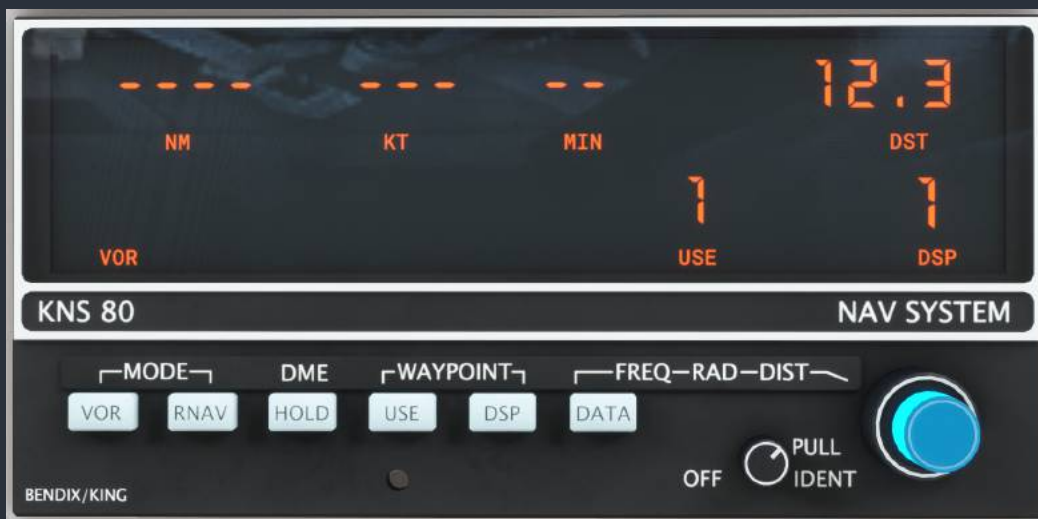 ---- --- -- 12.3
NM KT MIN DST
1 1
VOR USE DSP
KNS 80 NAV SYSTEM
MODE DME WAYPOINT FREQ-RAD-DIST
VOR RNAV HOLD USE DSP DATA
PULL
OFF IDENT
BENDIX/KING